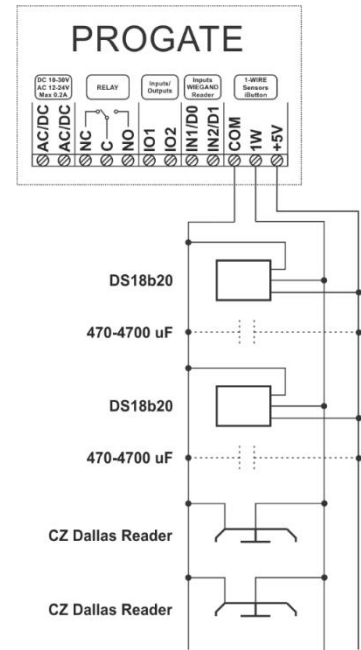 PROGATE
DC 10-30V
AC 12-24V
Max 0.2A
RELAY
Inputs/
Outputs
Inputs
WIEGAND
Reader
1-WIRE
Sensors
iButton
AC/DC
AC/DC
NC
C
NO
IO1
IO2
IN1/D0
IN2/D1
COM
1W
+5V
DS18b20
470-4700 uF
DS18b20
470-4700 uF
CZ Dallas Reader
CZ Dallas Reader